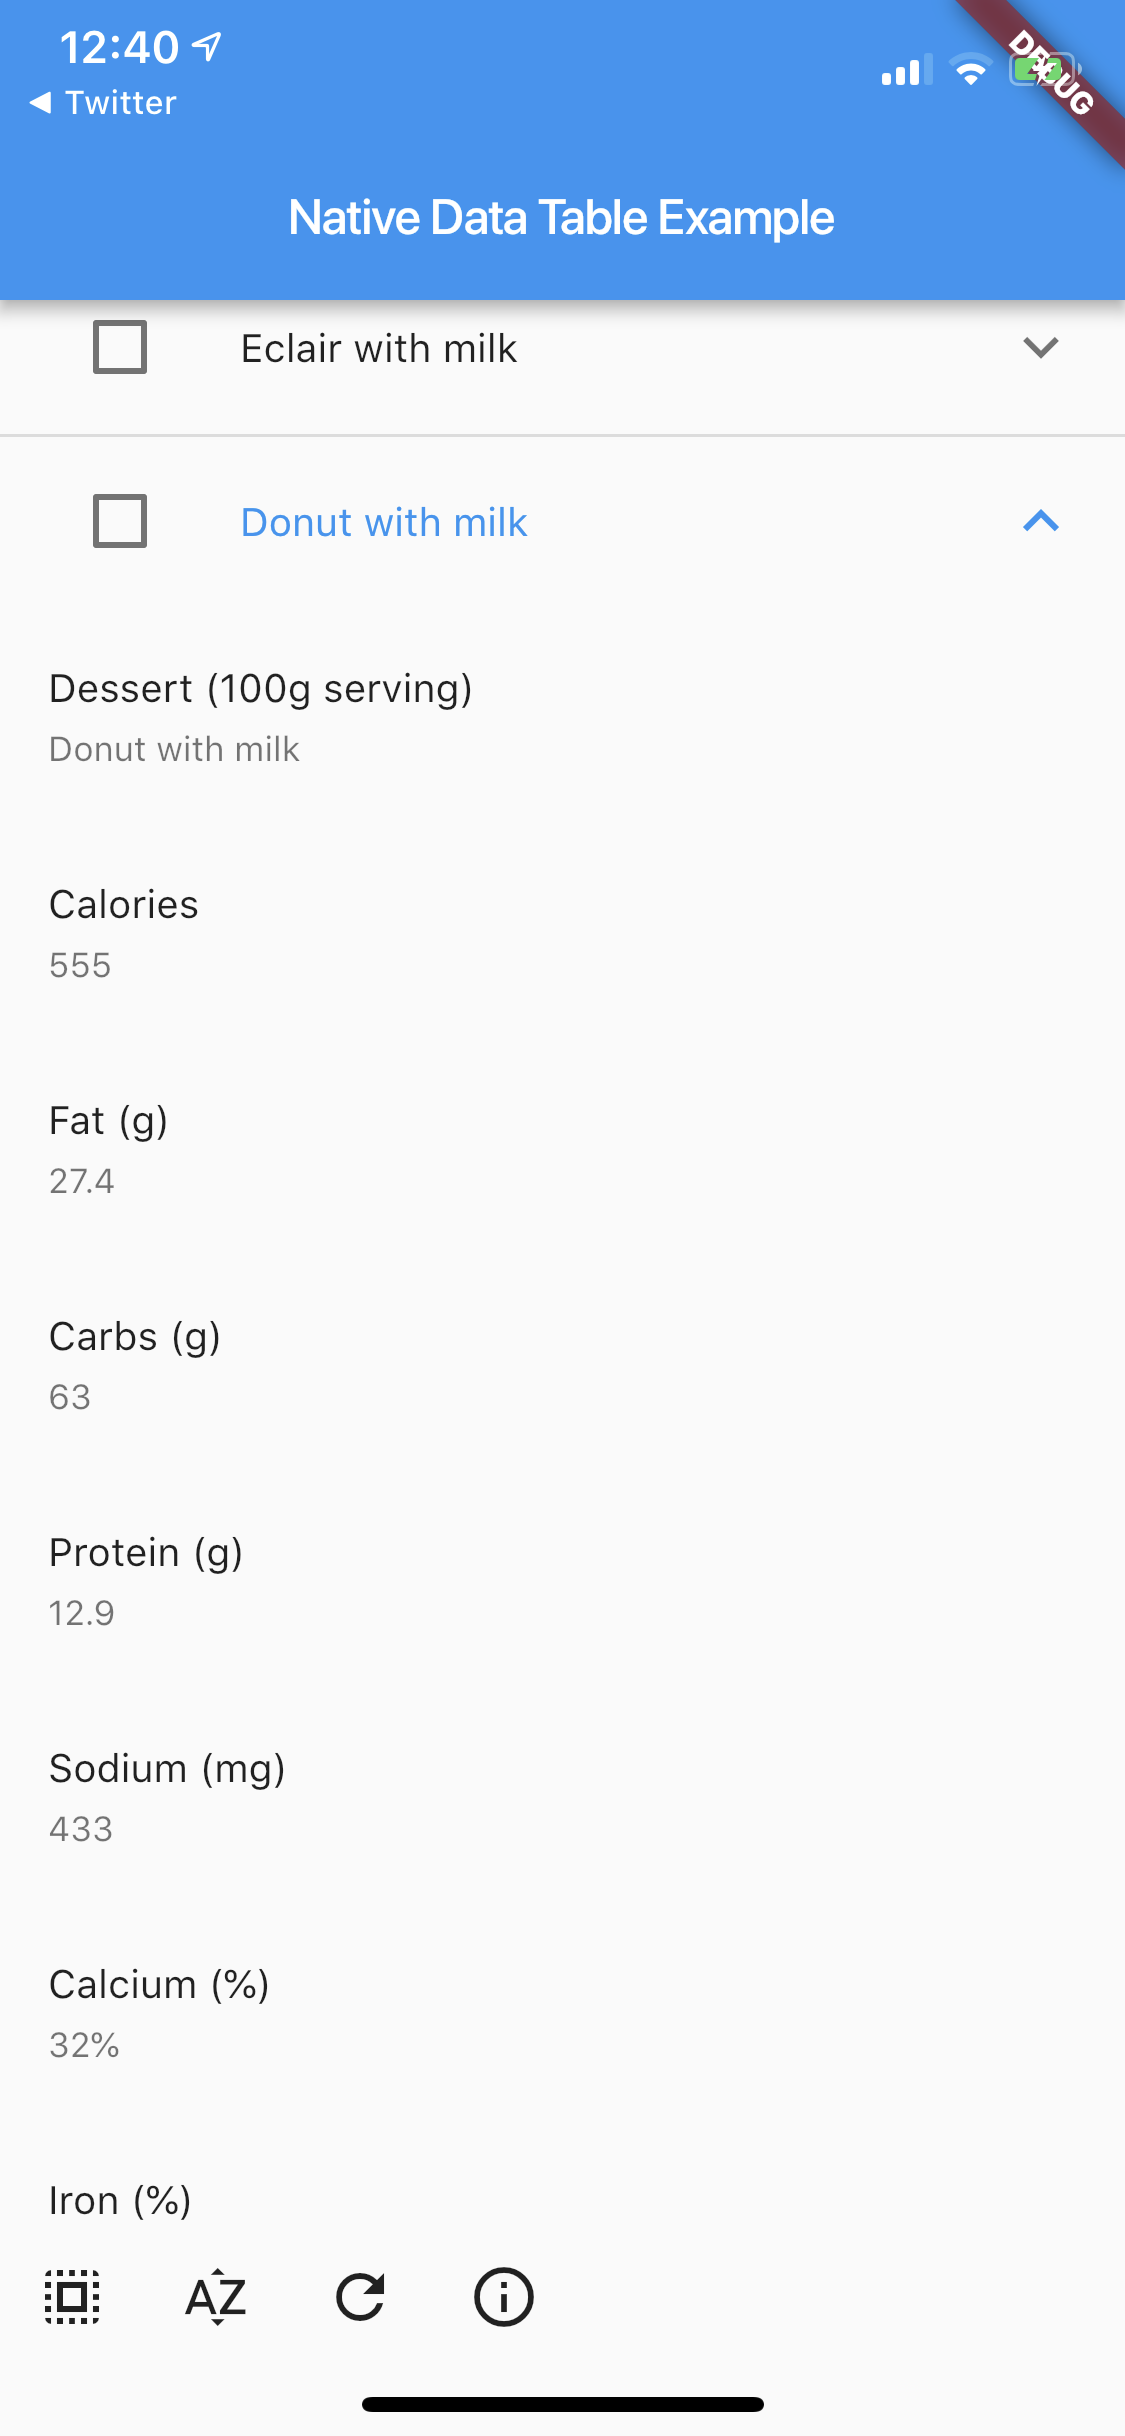 12:40
◀ Twitter
DEBUG
Native Data Table Example
Eclair with milk
Donut with milk
Dessert (100g serving)
Donut with milk
Calories
555
Fat (g)
27.4
Carbs (g)
63
Protein (g)
12.9
Sodium (mg)
433
Calcium (%)
32%
Iron (%)
AZ